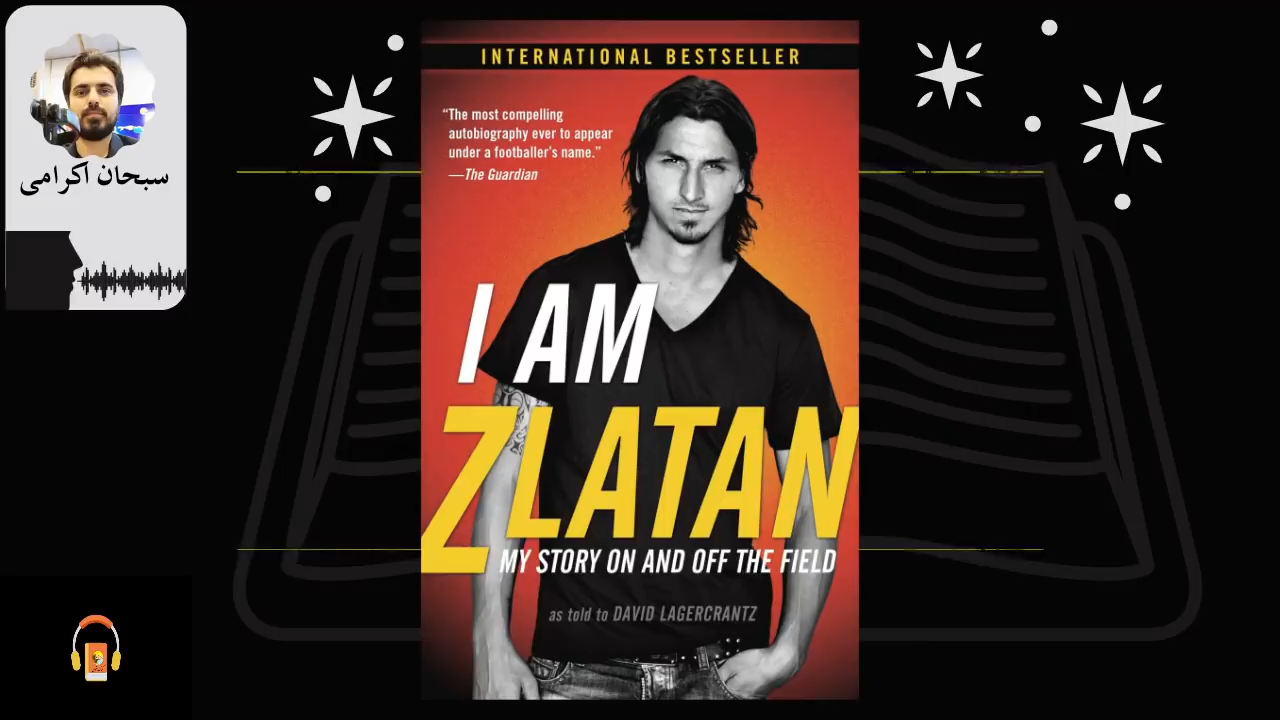 سبحان اکرامی
INTERNATIONAL BESTSELLER
“The most compelling
autobiography ever to appear
under a footballer’s name.”
—The Guardian
I AM
ZLATAN
MY STORY ON AND OFF THE FIELD
as told to DAVID LAGERCRANTZ